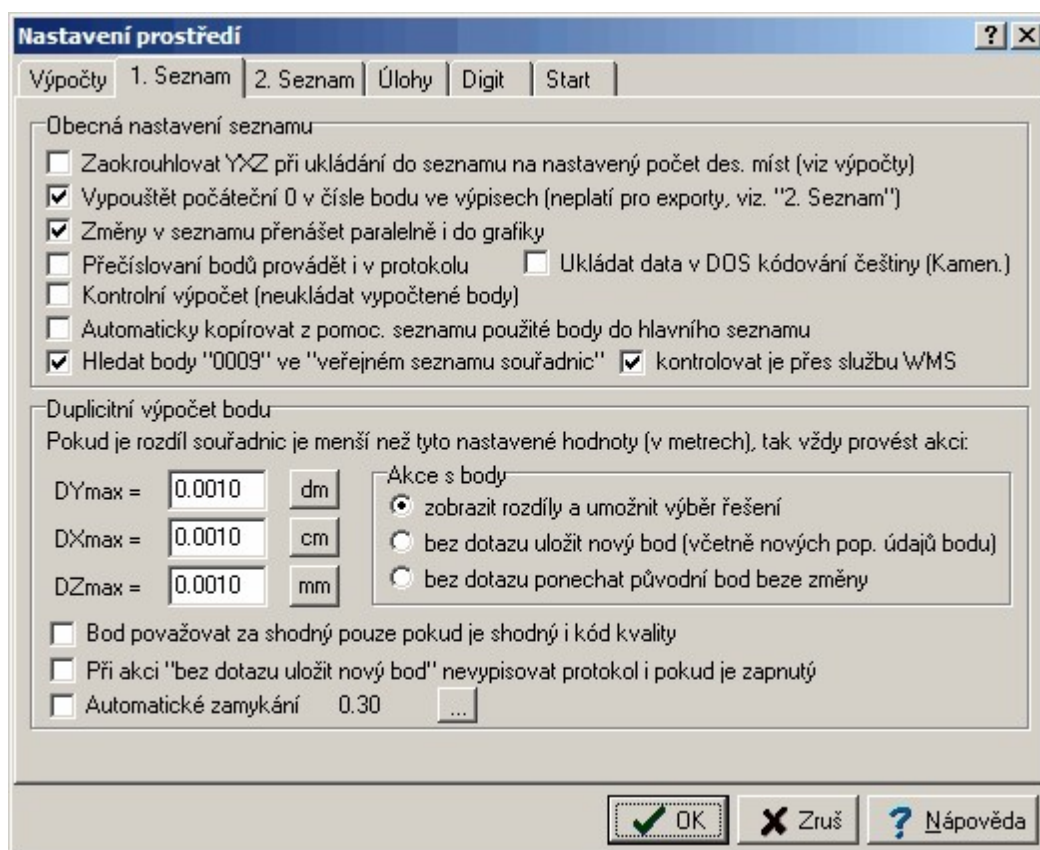 Nastavení prostředí
Výpočty 1. Seznam 2. Seznam Úlohy Digit Start
Obecná nastavení seznamu
Zaokrouhlovat YXZ při ukládání do seznamu na nastavený počet des. míst (viz výpočty)
Vypouštět počáteční 0 v čísle bodu ve výpisech (neplatí pro exporty, viz. "2. Seznam")
Změny v seznamu přenášet paralelně i do grafiky
Přečíslovaní bodů provádět i v protokolu Ukládat data v DOS kódování češtiny (Kamen.)
Kontrolní výpočet (neukládat vypočtené body)
Automaticky kopírovat z pomoc. seznamu použité body do hlavního seznamu
Hledat body "0009" ve "veřejném seznamu souřadnic" kontrolovat je přes službu WMS
Duplicitní výpočet bodu
Pokud je rozdíl souřadnic je menší než tyto nastavené hodnoty (v metrech), tak vždy provést akci:
Akce s body
DYmax = 0.0010 dm
zobrazit rozdíly a umožnit výběr řešení
DXmax = 0.0010 cm
bez dotazu uložit nový bod (včetně nových pop. údajů bodu)
DZmax = 0.0010 mm
bez dotazu ponechat původní bod beze změny
Bod považovat za shodný pouze pokud je shodný i kód kvality
Při akci "bez dotazu uložit nový bod" nevypisovat protokol i pokud je zapnutý
Automatické zamykání 0.30 ...
OK Zruš Nápověda